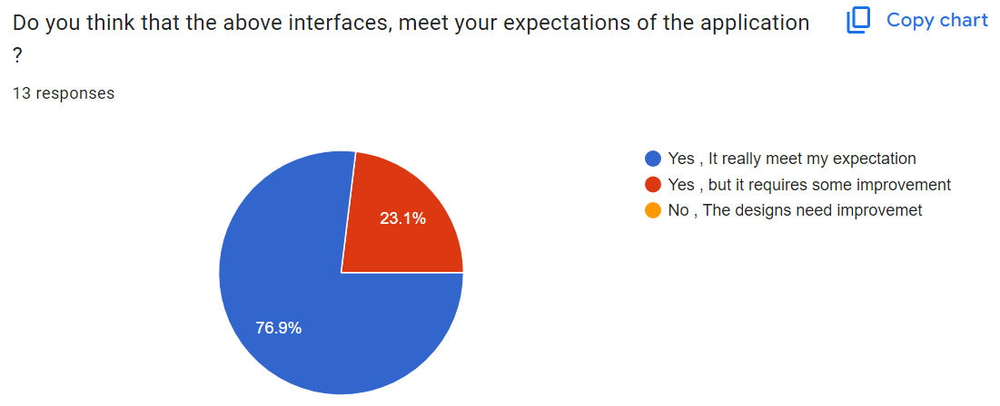 Do you think that the above interfaces, meet your expectations of the application
?
Copy chart
13 responses
Yes , It really meet my expectation
Yes , but it requires some improvement
No , The designs need improvemet
23.1%
76.9%